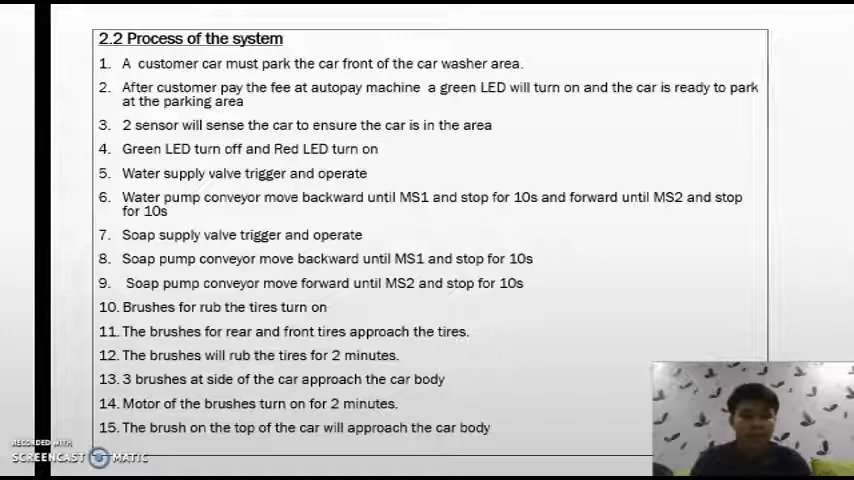 2.2 Process of the system
1. A customer car must park the car front of the car washer area.
2. After customer pay the fee at autopay machine a green LED will turn on and the car is ready to park
at the parking area
3. 2 sensor will sense the car to ensure the car is in the area
4. Green LED turn off and Red LED turn on
5. Water supply valve trigger and operate
6. Water pump conveyor move backward until MS1 and stop for 10s and forward until MS2 and stop
for 10s
7. Soap supply valve trigger and operate
8. Soap pump conveyor move backward until MS1 and stop for 10s
9. Soap pump conveyor move forward until MS2 and stop for 10s
10. Brushes for rub the tires turn on
11. The brushes for rear and front tires approach the tires.
12. The brushes will rub the tires for 2 minutes.
13. 3 brushes at side of the car approach the car body
14. Motor of the brushes turn on for 2 minutes.
15. The brush on the top of the car will approach the car body
RECORDED WITH
SCREENCAST MATIC